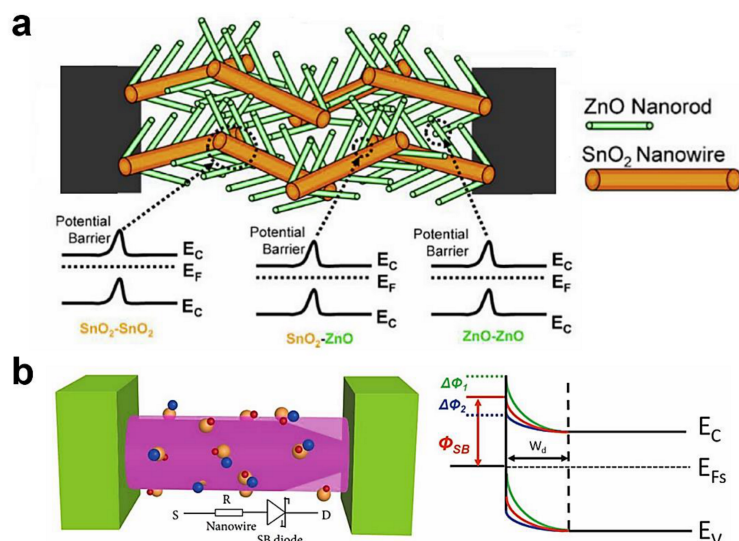 a
ZnO Nanorod
SnO₂ Nanowire
Potential
Barrier
E_C
E_F
E_C
SnO₂-SnO₂
Potential
Barrier
E_C
E_F
E_C
SnO₂-ZnO
Potential
Barrier
E_C
E_F
E_C
ZnO-ZnO
b
S
R
Nanowire
SB diode
D
ΔΦ₁
ΔΦ₂
Φ_SB
W_d
E_C
E_Fs
E_V